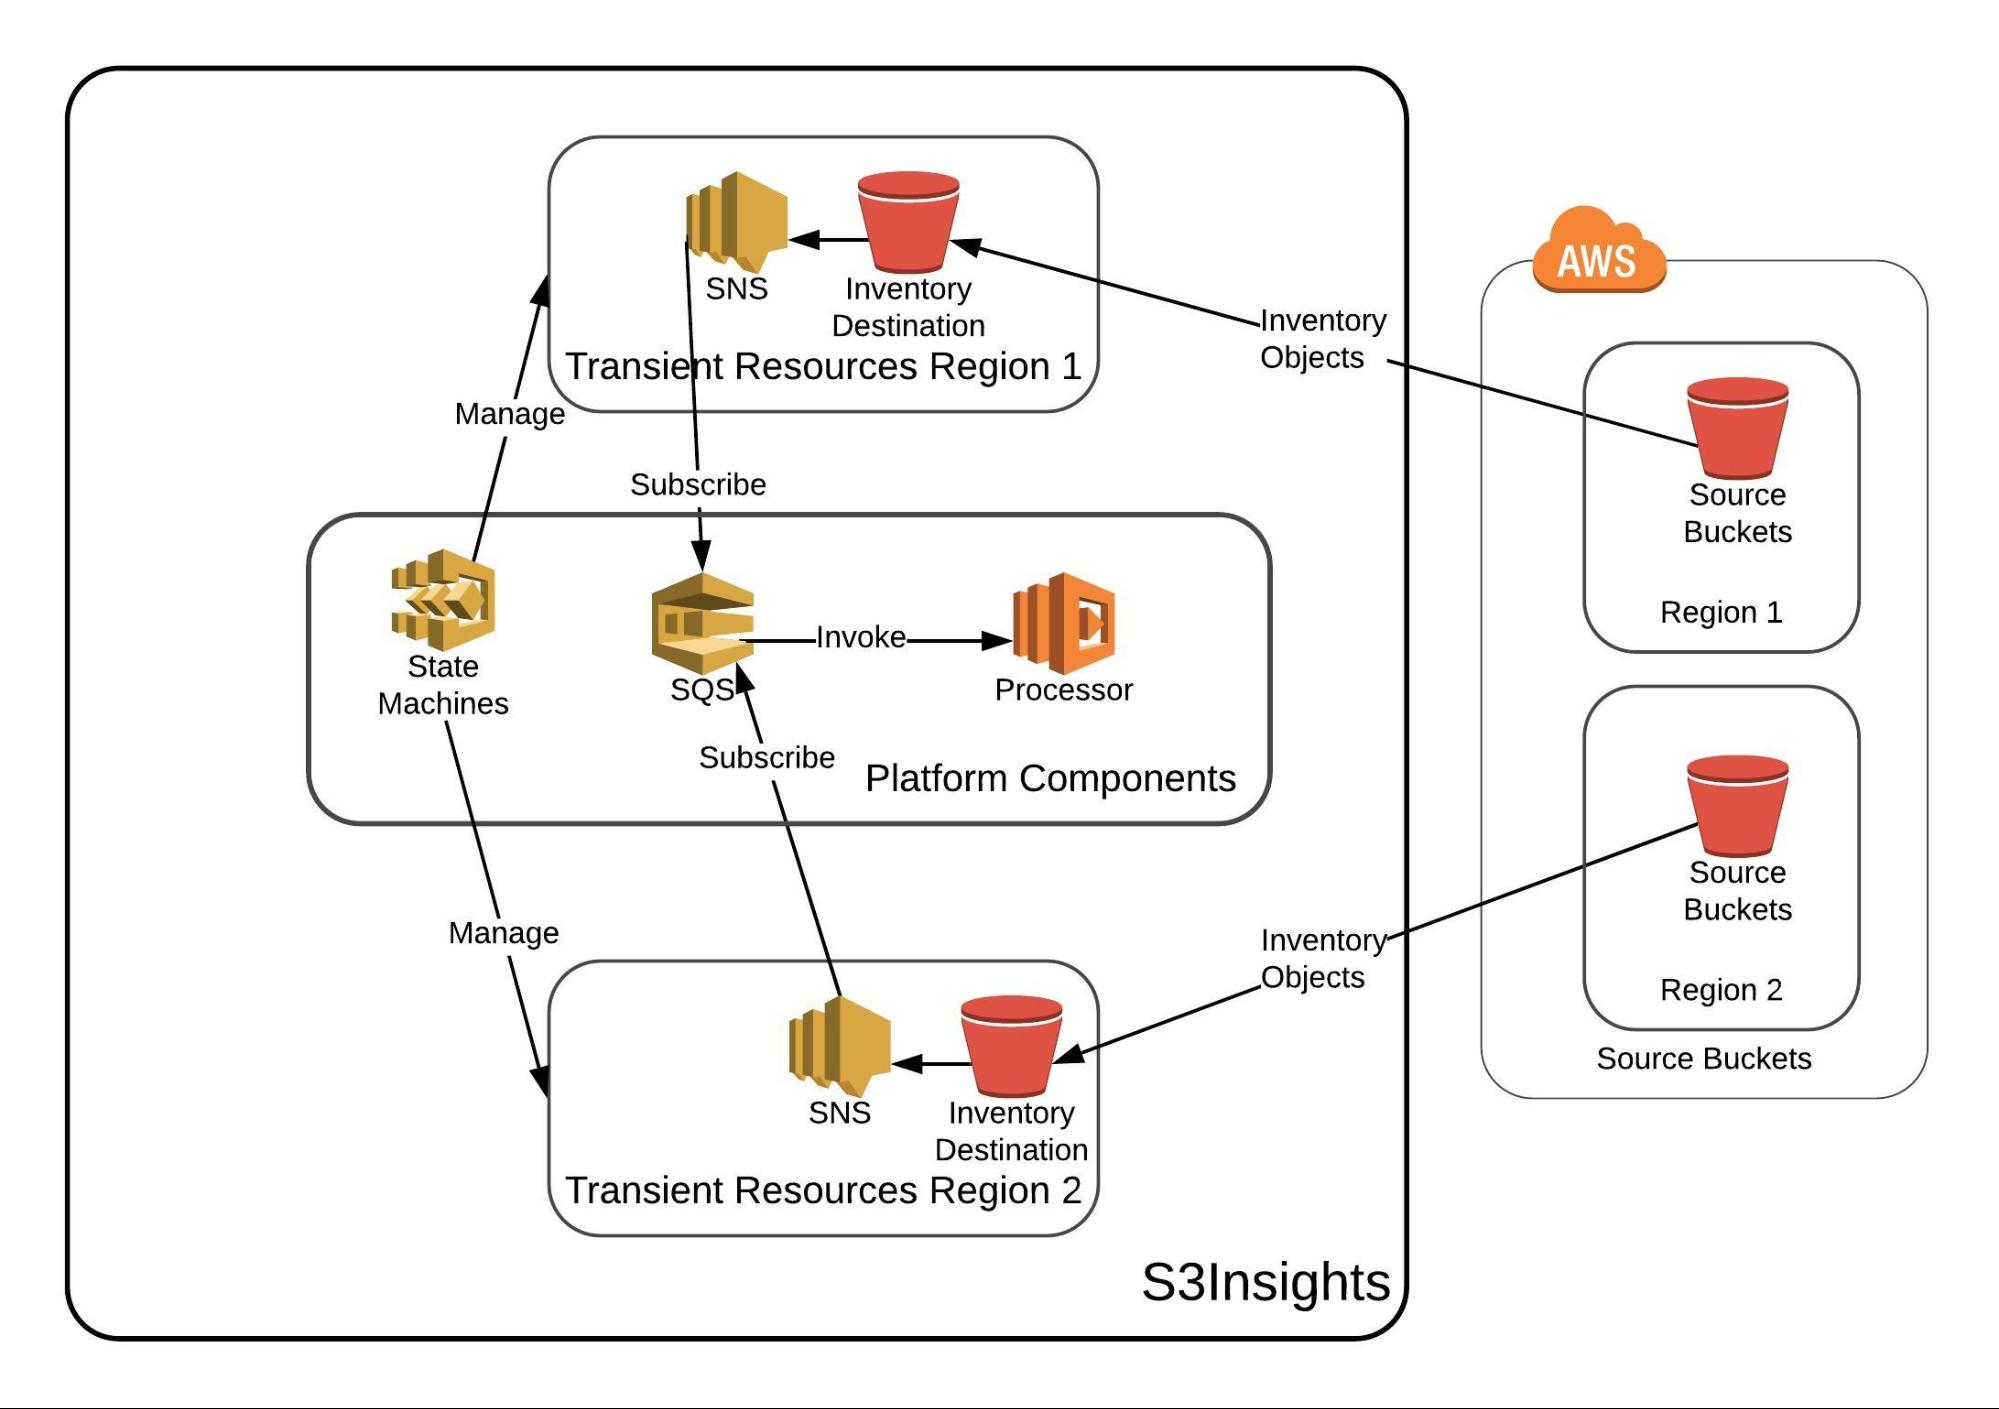 SNS
Inventory
Destination
Transient Resources Region 1
Manage
Subscribe
Inventory
Objects
AWS
Source
Buckets
Region 1
State
Machines
SQS
Invoke
Processor
Subscribe
Platform Components
Source
Buckets
Region 2
Source Buckets
Manage
Inventory
Objects
SNS
Inventory
Destination
Transient Resources Region 2
S3Insights